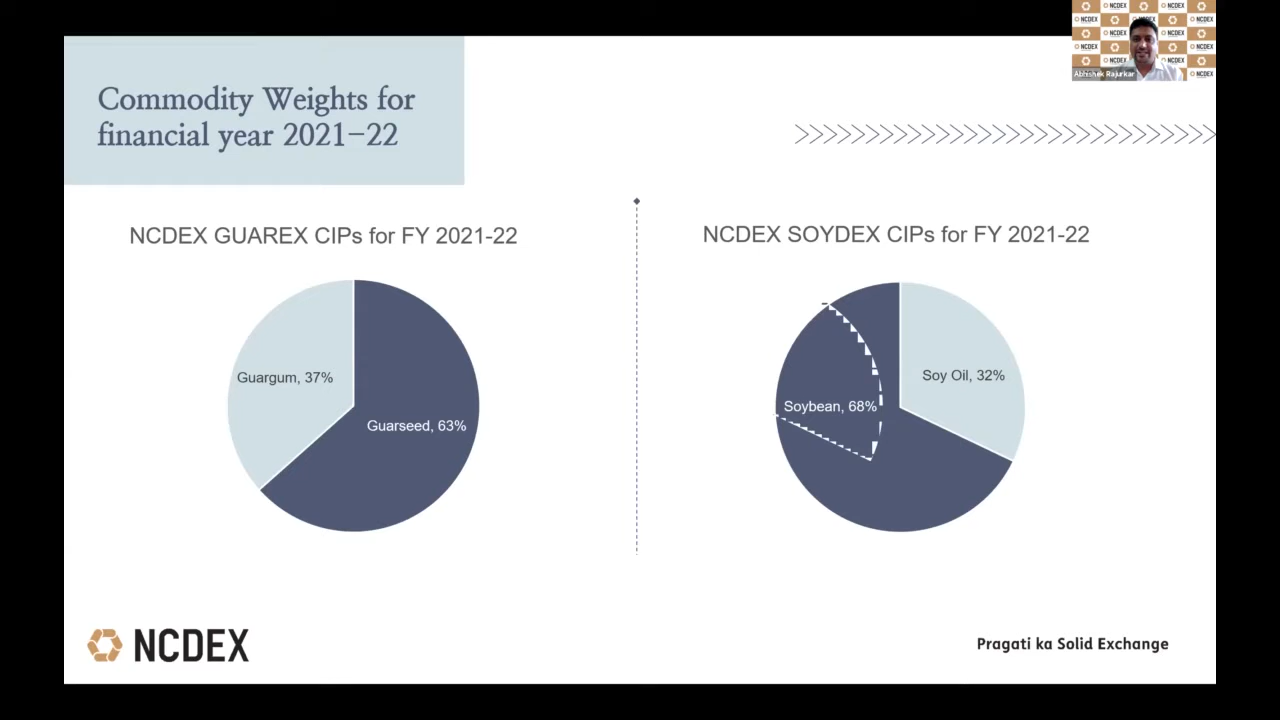 Commodity Weights for
financial year 2021-22
NCDEX
Abhishek Rajurkar
NCDEX GUAREX CIPs for FY 2021-22
Guargum, 37%
Guarseed, 63%
NCDEX SOYDEX CIPs for FY 2021-22
Soy Oil, 32%
Soybean, 68%
NCDEX
Pragati ka Solid Exchange